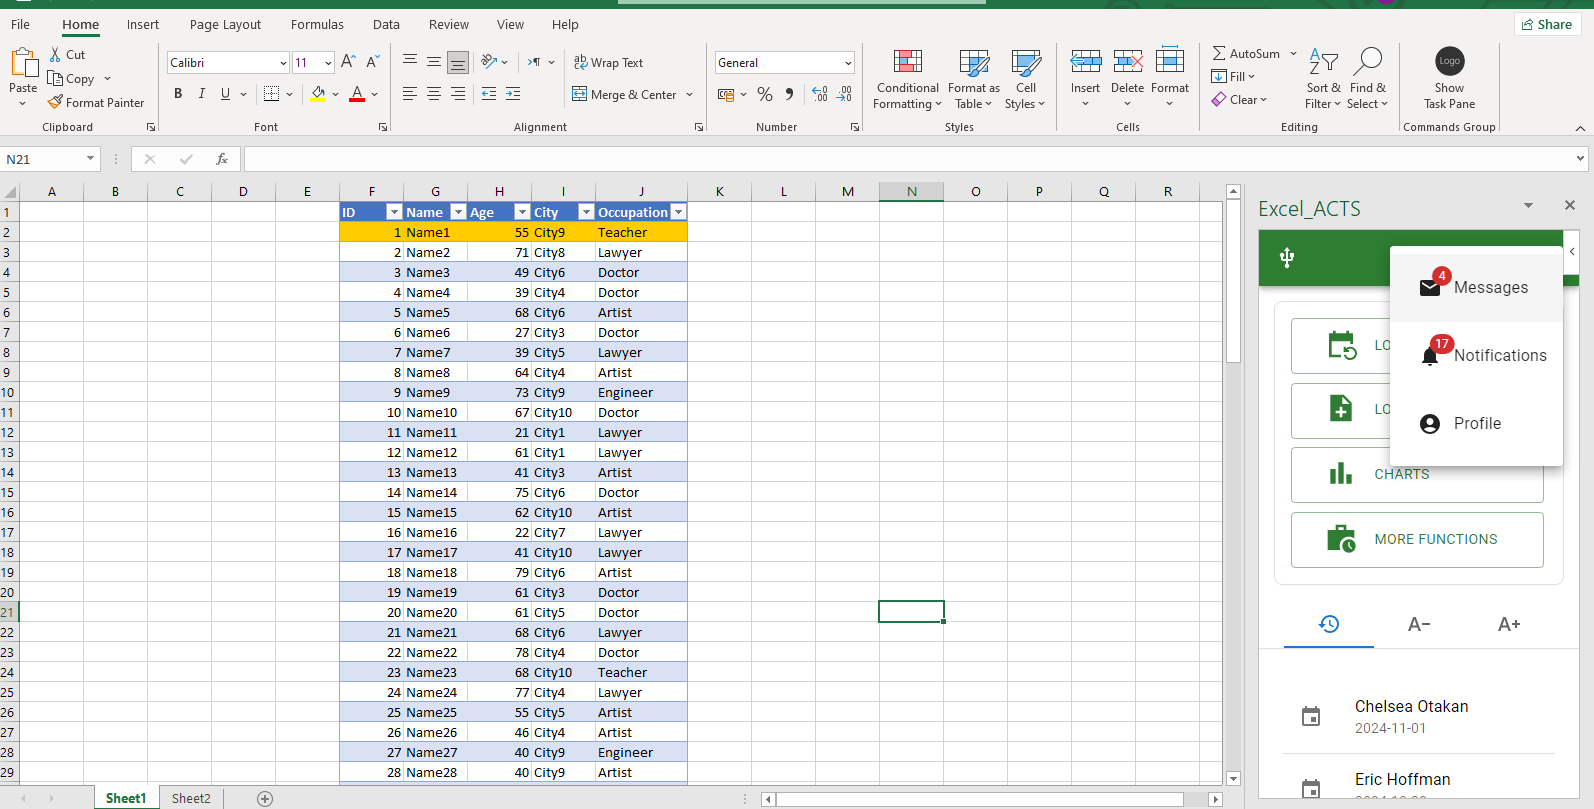 File Home Insert Page Layout Formulas Data Review View Help Share
Paste
Cut
Copy
Format Painter
Clipboard
Calibri 11
B I U
Font
Wrap Text
Merge & Center
Alignment
General
Number
Conditional Formatting
Format as Table
Cell Styles
Styles
Insert Delete Format
Cells
AutoSum
Fill
Clear
Sort & Filter
Find & Select
Editing
Logo
Show Task Pane
Commands Group
N21 fx
A B C D E F G H I J K L M N O P Q R
1 ID Name Age City Occupation
2 1 Name1 55 City9 Teacher
3 2 Name2 71 City8 Lawyer
4 3 Name3 49 City6 Doctor
5 4 Name4 39 City4 Doctor
6 5 Name5 68 City6 Artist
7 6 Name6 27 City3 Doctor
8 7 Name7 39 City5 Lawyer
9 8 Name8 64 City4 Artist
10 9 Name9 73 City9 Engineer
11 10 Name10 67 City10 Doctor
12 11 Name11 21 City1 Lawyer
13 12 Name12 61 City1 Lawyer
14 13 Name13 41 City3 Artist
15 14 Name14 75 City6 Doctor
16 15 Name15 62 City10 Artist
17 16 Name16 22 City7 Lawyer
18 17 Name17 41 City10 Lawyer
19 18 Name18 79 City6 Artist
20 19 Name19 61 City3 Doctor
21 20 Name20 61 City5 Doctor
22 21 Name21 68 City6 Lawyer
23 22 Name22 78 City4 Doctor
24 23 Name23 68 City10 Teacher
25 24 Name24 77 City4 Lawyer
26 25 Name25 55 City5 Artist
27 26 Name26 46 City4 Artist
28 27 Name27 40 City9 Engineer
29 28 Name28 40 City9 Artist
Sheet1 Sheet2
Excel_ACTS
4 Messages
17 Notifications
Profile
LO
LO
CHARTS
MORE FUNCTIONS
A- A+
Chelsea Otakan
2024-11-01
Eric Hoffman